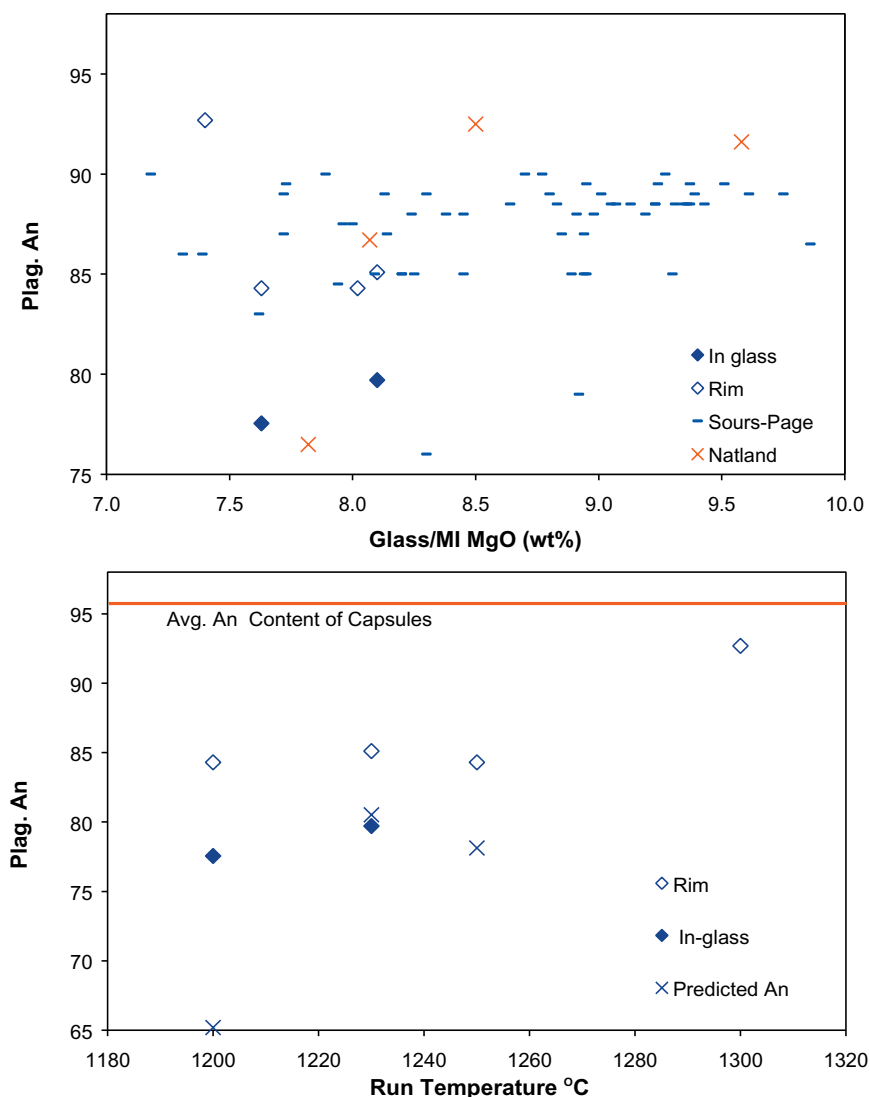 95
90
85
80
75
Plag. An
7.0 7.5 8.0 8.5 9.0 9.5 10.0
Glass/MI MgO (wt%)
In glass
Rim
Sours-Page
Natland
95
90
85
80
75
70
65
Plag. An
Avg. An Content of Capsules
Rim
In-glass
Predicted An
1180 1200 1220 1240 1260 1280 1300 1320
Run Temperature °C